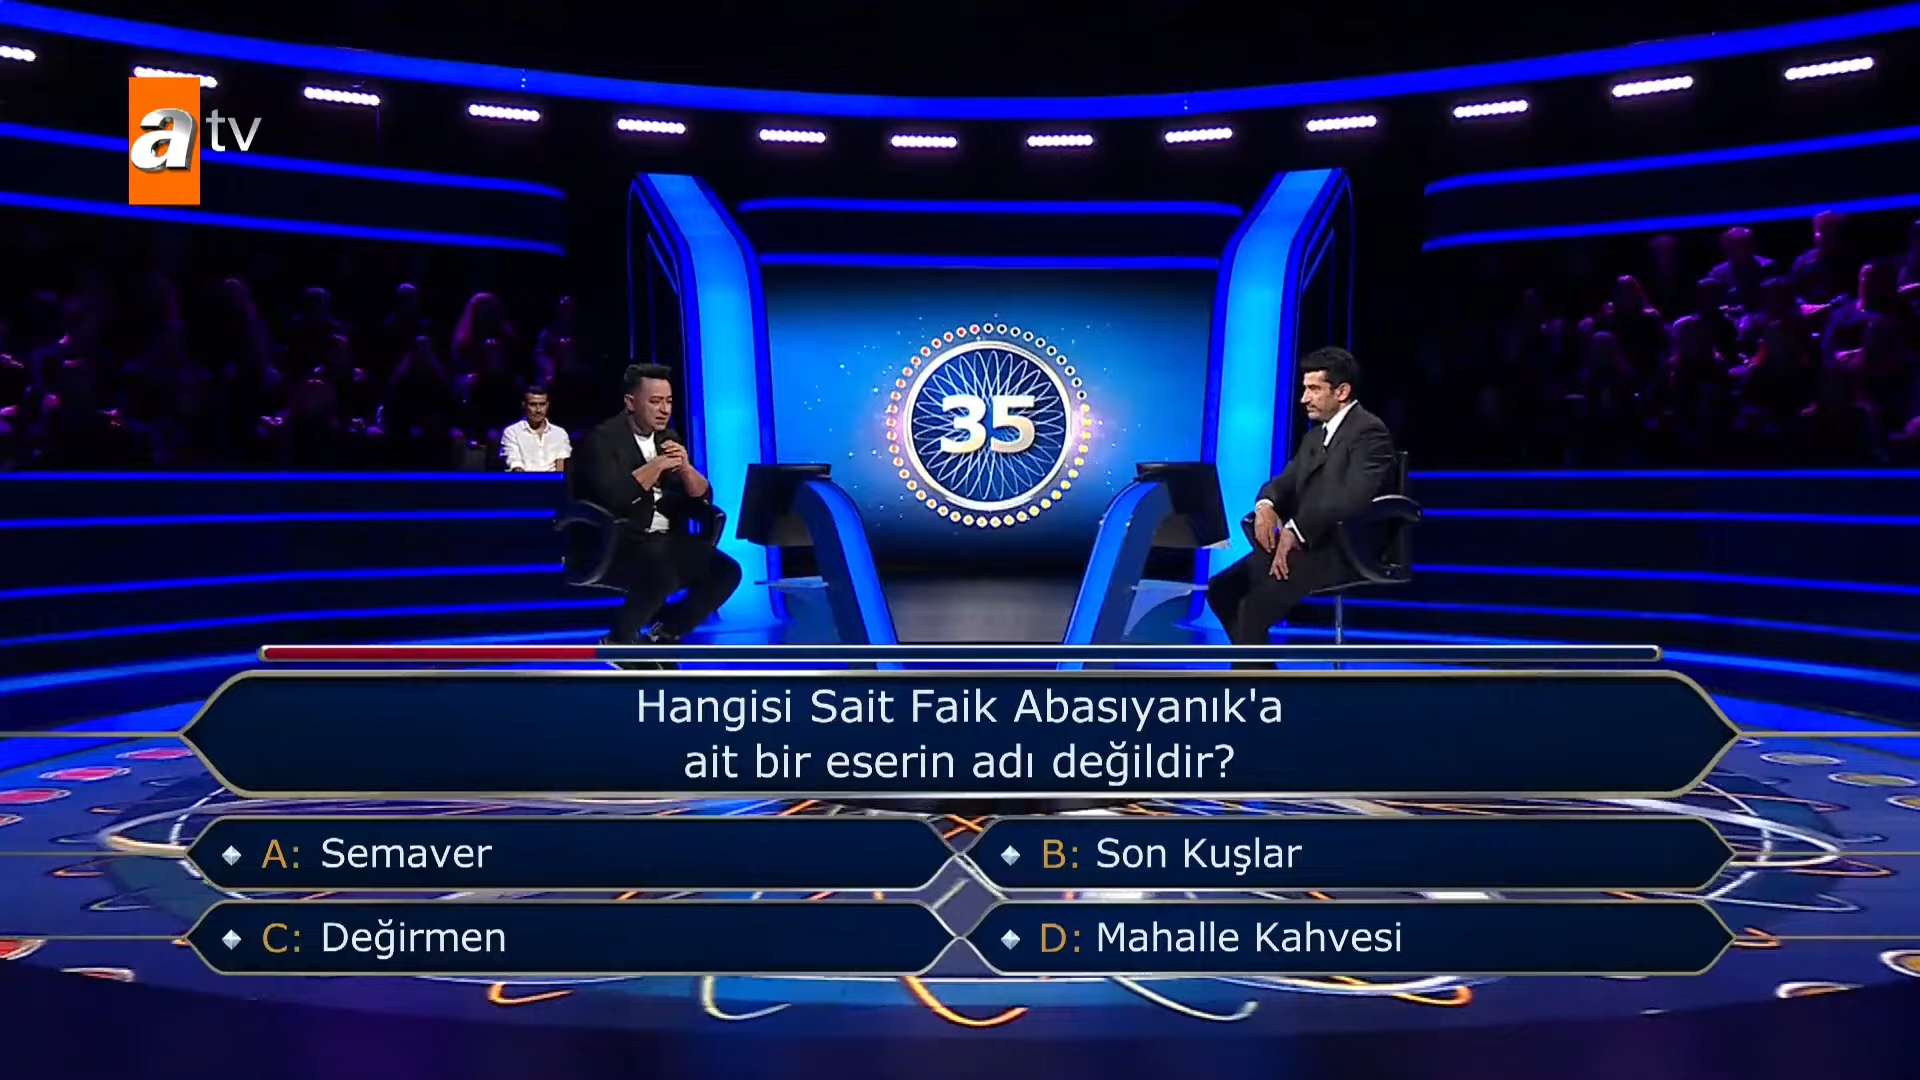 atv
35
Hangisi Sait Faik Abasıyanık'a
ait bir eserin adı değildir?
A: Semaver
B: Son Kuşlar
C: Değirmen
D: Mahalle Kahvesi